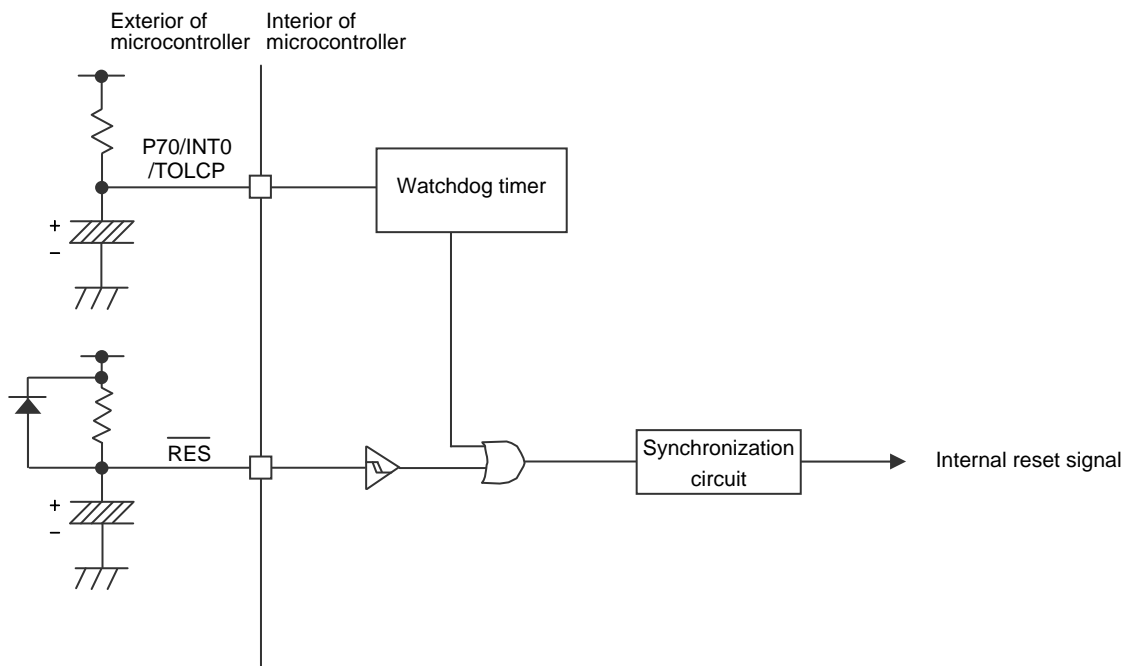 Exterior of
microcontroller
Interior of
microcontroller
P70/INT0
/TOLCP
Watchdog timer
+
−
RES
+
−
Synchronization
circuit
Internal reset signal